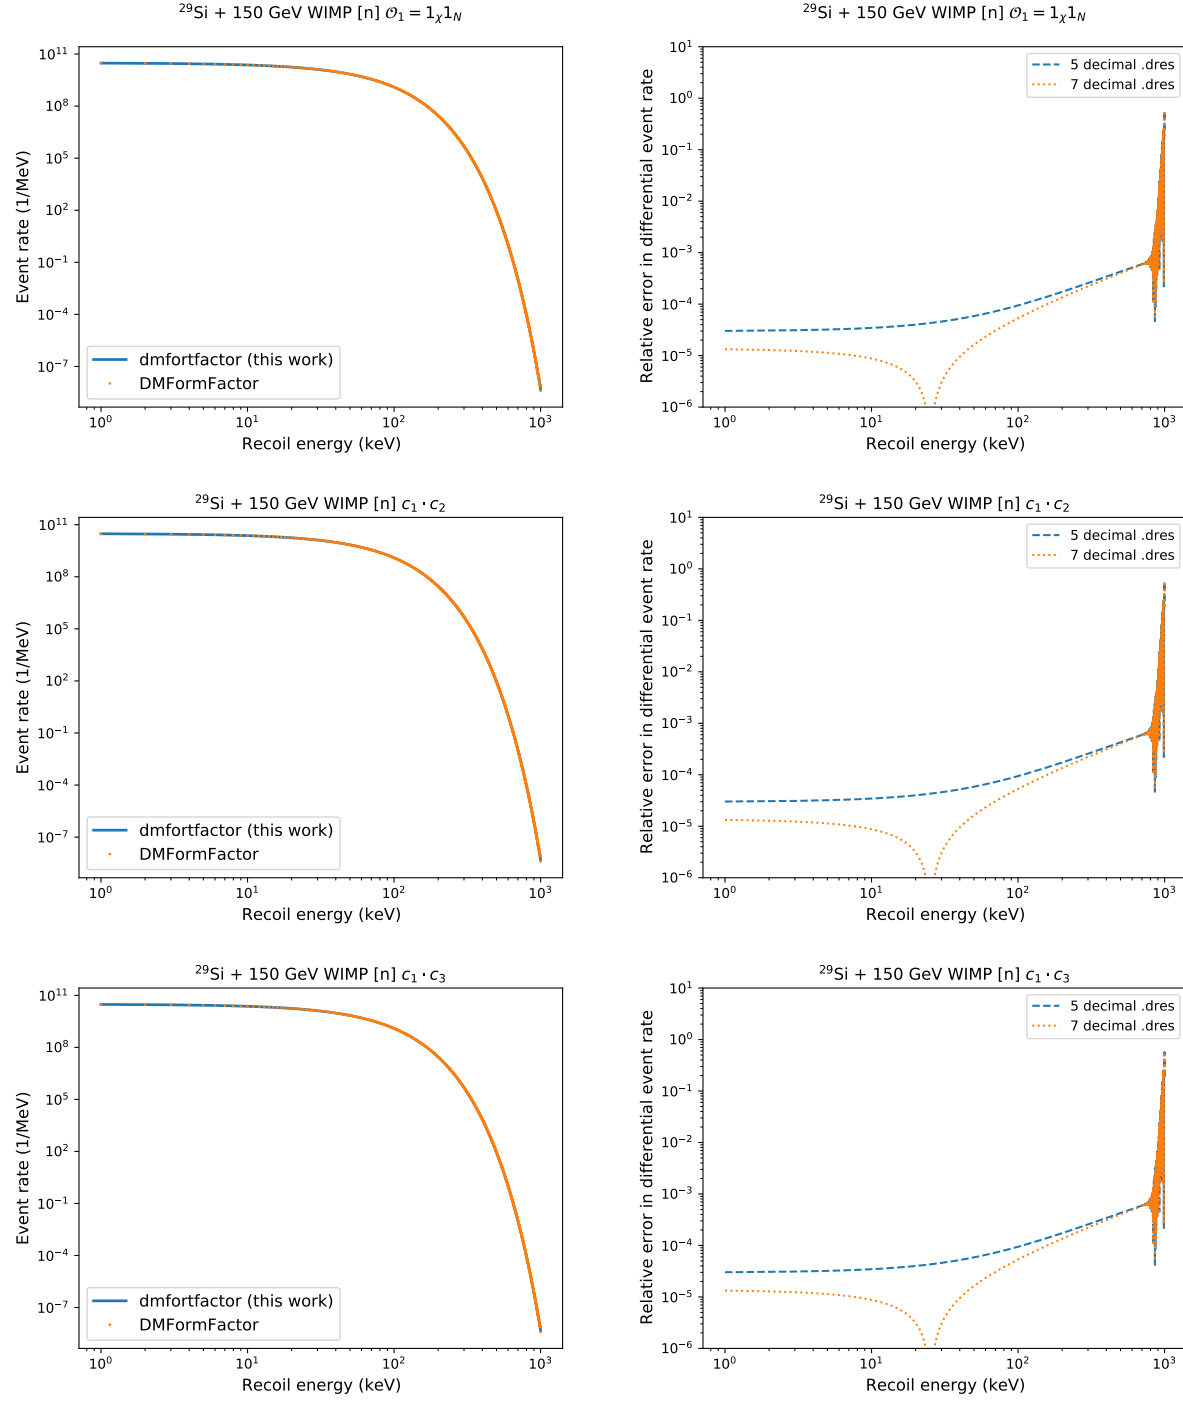 ²⁹Si + 150 GeV WIMP [n] 𝒪₁ = 1_χ1_N
10¹¹
10⁸
10⁵
10²
10⁻¹
10⁻⁴
10⁻⁷
Event rate (1/MeV)
dmfortfactor (this work)
DMFormFactor
10⁰ 10¹ 10² 10³
Recoil energy (keV)
²⁹Si + 150 GeV WIMP [n] 𝒪₁ = 1_χ1_N
10¹
10⁰
10⁻¹
10⁻²
10⁻³
10⁻⁴
10⁻⁵
10⁻⁶
Relative error in differential event rate
5 decimal .dres
7 decimal .dres
10⁰ 10¹ 10² 10³
Recoil energy (keV)
²⁹Si + 150 GeV WIMP [n] c₁ · c₂
10¹¹
10⁸
10⁵
10²
10⁻¹
10⁻⁴
10⁻⁷
Event rate (1/MeV)
dmfortfactor (this work)
DMFormFactor
10⁰ 10¹ 10² 10³
Recoil energy (keV)
²⁹Si + 150 GeV WIMP [n] c₁ · c₂
10¹
10⁰
10⁻¹
10⁻²
10⁻³
10⁻⁴
10⁻⁵
10⁻⁶
Relative error in differential event rate
5 decimal .dres
7 decimal .dres
10⁰ 10¹ 10² 10³
Recoil energy (keV)
²⁹Si + 150 GeV WIMP [n] c₁ · c₃
10¹¹
10⁸
10⁵
10²
10⁻¹
10⁻⁴
10⁻⁷
Event rate (1/MeV)
dmfortfactor (this work)
DMFormFactor
10⁰ 10¹ 10² 10³
Recoil energy (keV)
²⁹Si + 150 GeV WIMP [n] c₁ · c₃
10¹
10⁰
10⁻¹
10⁻²
10⁻³
10⁻⁴
10⁻⁵
10⁻⁶
Relative error in differential event rate
5 decimal .dres
7 decimal .dres
10⁰ 10¹ 10² 10³
Recoil energy (keV)